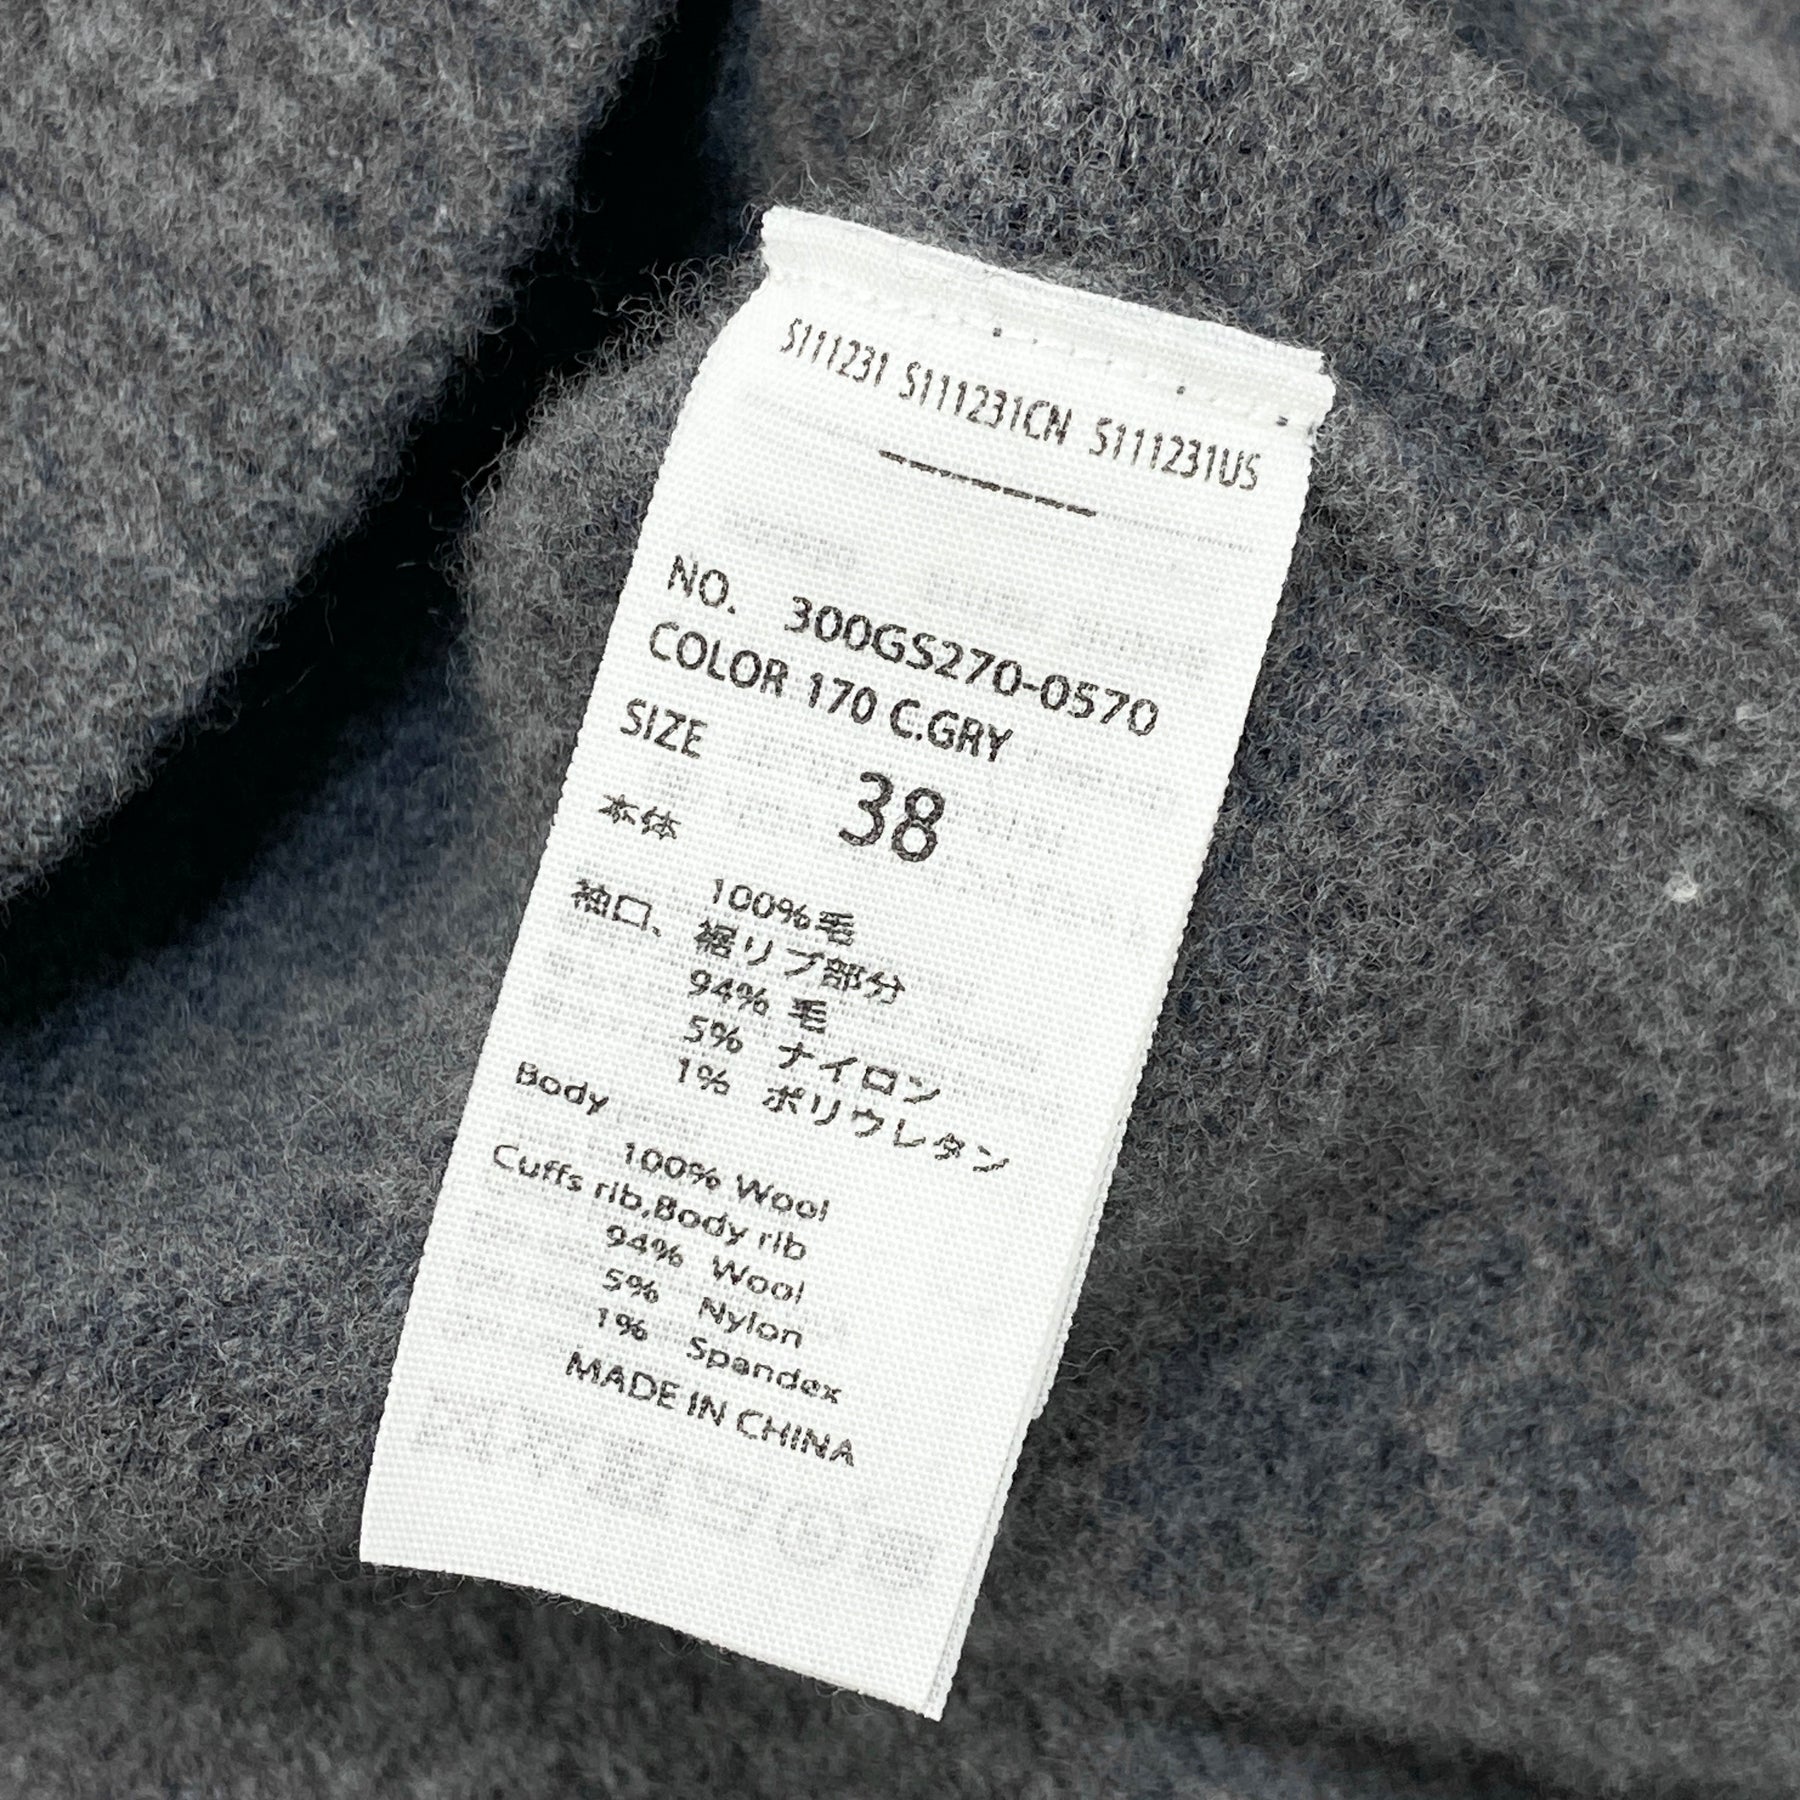 S111231 S111231CN S111231US
NO. 300GS270-0570
COLOR 170 C.GRY
SIZE 38
本体
100%毛
袖口、裾リブ部分
94% 毛
5% ナイロン
1% ポリウレタン
Body
100% Wool
Cuffs rib,Body rib
94% Wool
5% Nylon
1% Spandex
MADE IN CHINA